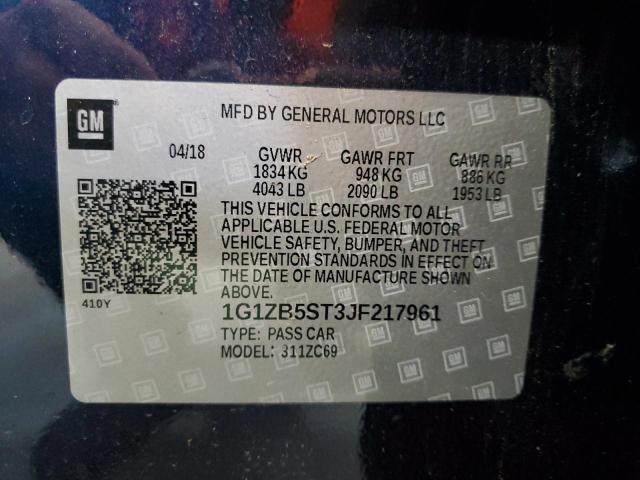 GM
MFD BY GENERAL MOTORS LLC
04/18 GVWR GAWR FRT GAWR RR
1834 KG 948 KG 886 KG
4043 LB 2090 LB 1953 LB
THIS VEHICLE CONFORMS TO ALL
APPLICABLE U.S. FEDERAL MOTOR
VEHICLE SAFETY, BUMPER, AND THEFT
PREVENTION STANDARDS IN EFFECT ON
THE DATE OF MANUFACTURE SHOWN
ABOVE.
410Y
1G1ZB5ST3JF217961
TYPE: PASS CAR
MODEL: 311ZC69